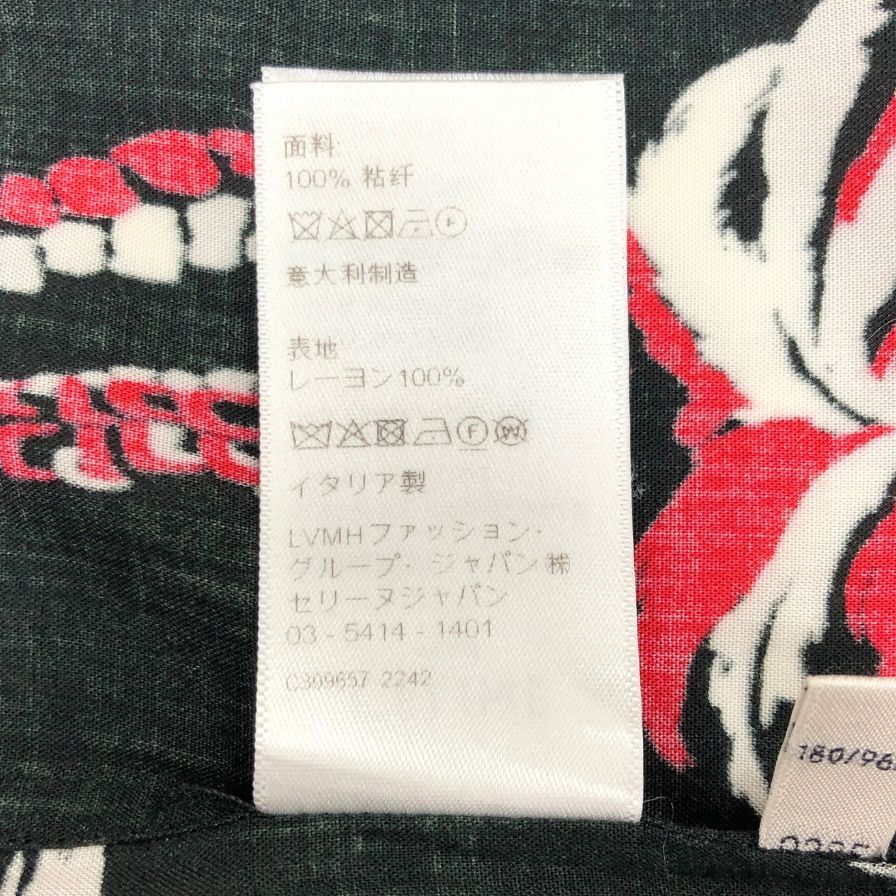 面料:
100% 粘纤
意大利制造
表地
レーヨン100%
イタリア製
LVMHファッション・
グループ・ジャパン㈱
セリーヌジャパン
03 - 5414 - 1401
C309657 2242
180/96